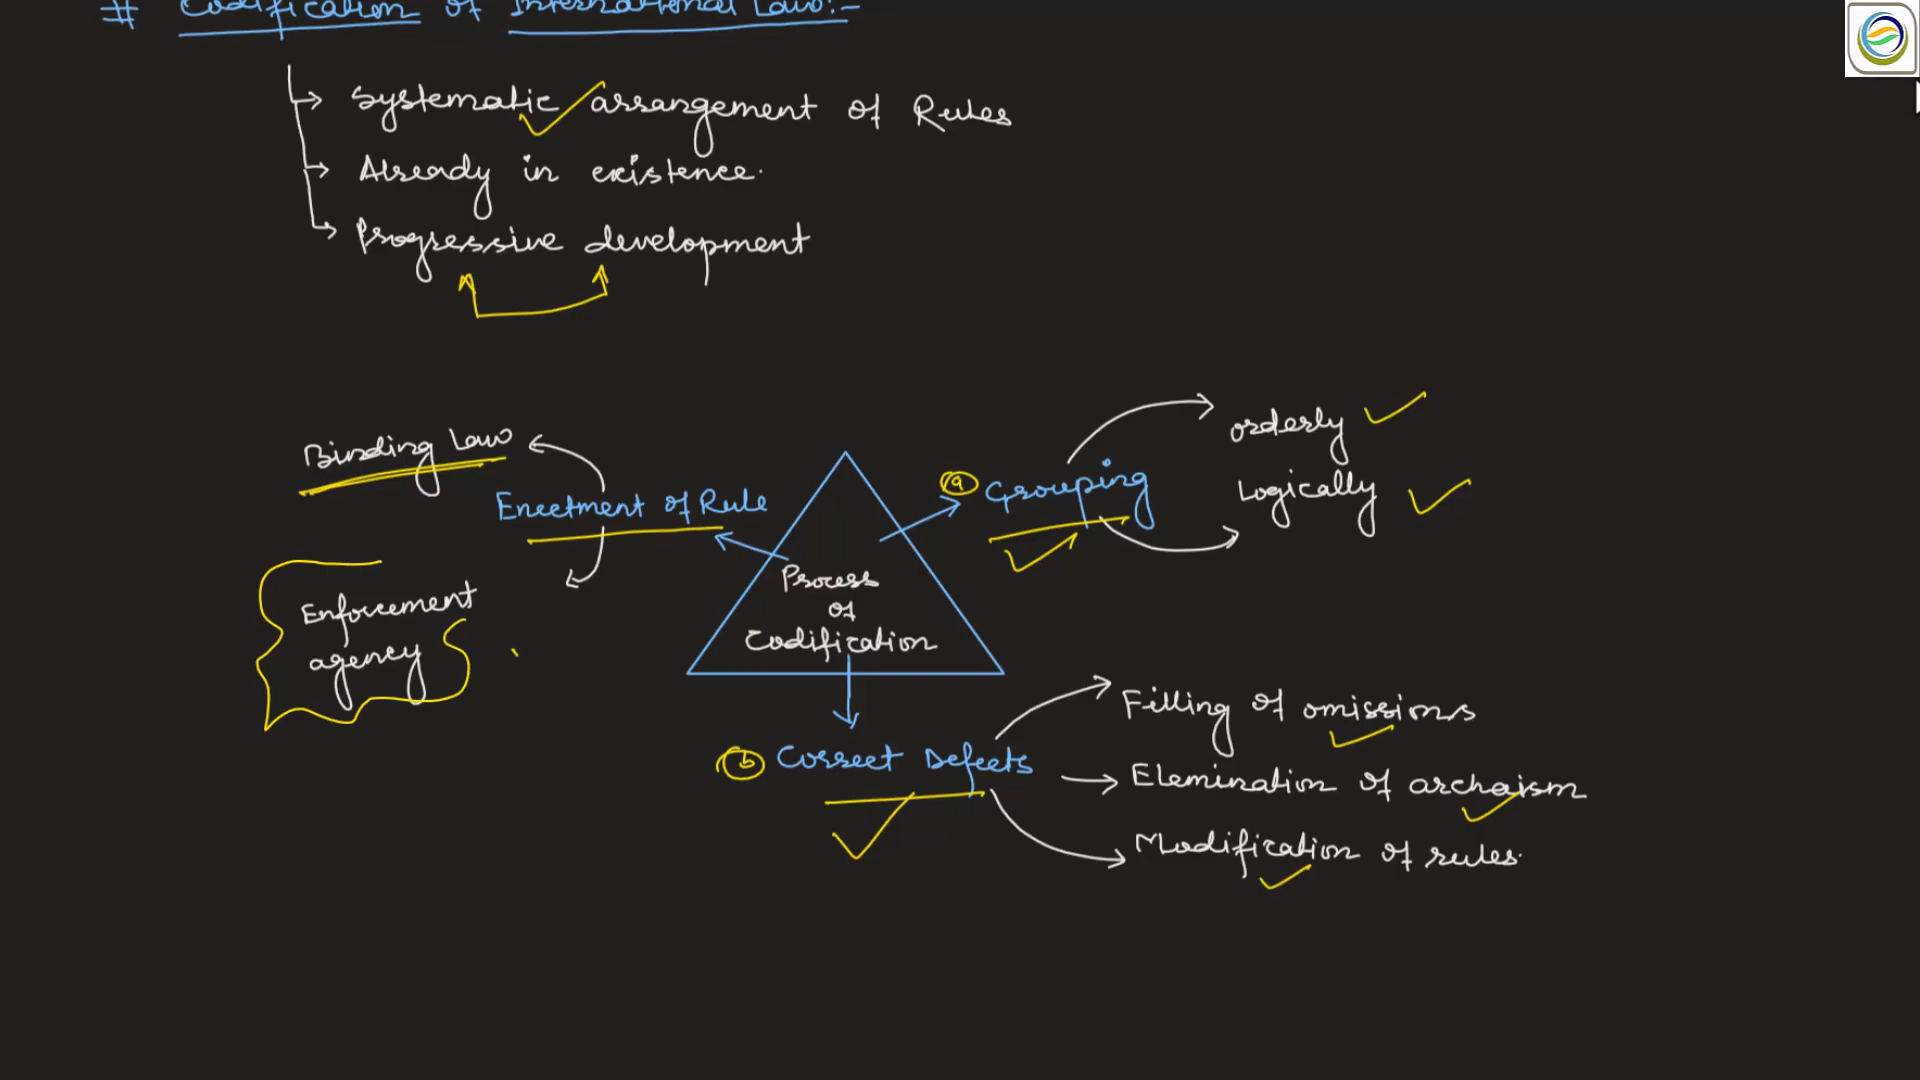 # Codification of International Law:-
→ Systematic arrangement of Rules
→ Already in existence.
→ Progressive development
Binding Law
Enectment of Rule
Enforcement
agency
Process
of
Codification
(a) Grouping
orderly
Logically
(b) Correct Defects
Filling of omissions
Elemination of archaism
Modification of rules.